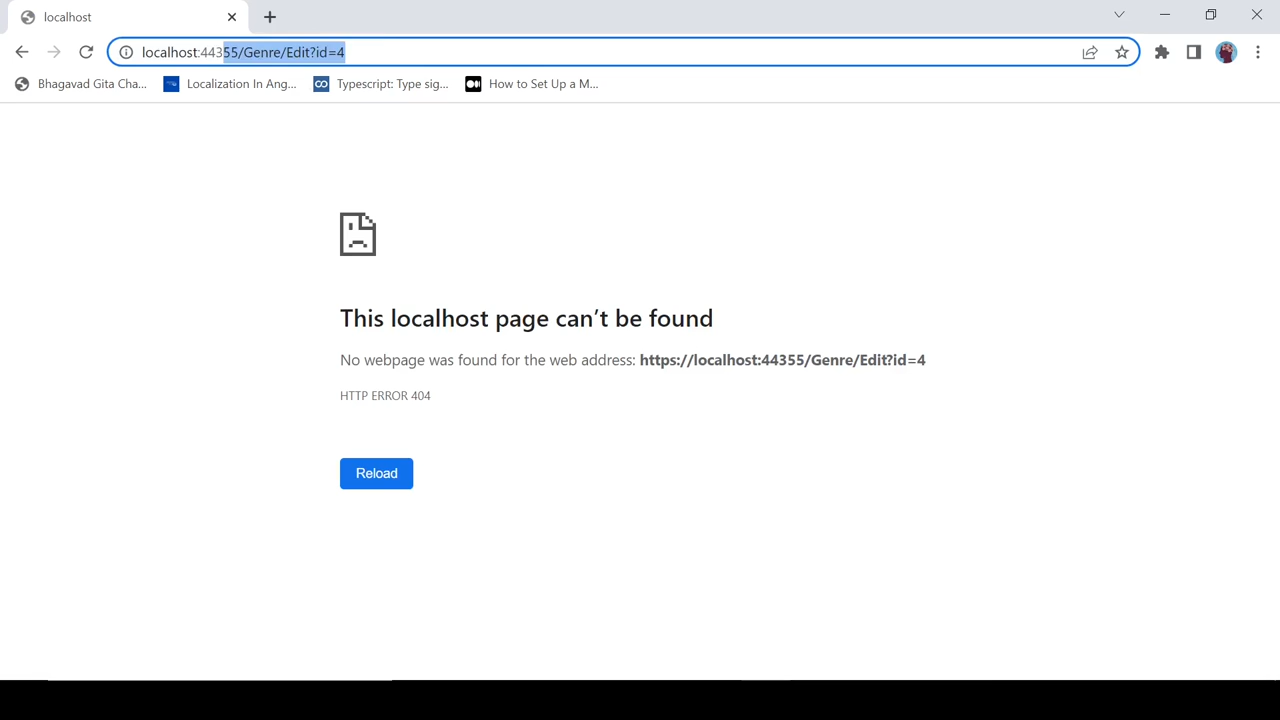 localhost
localhost:44355/Genre/Edit?id=4
Bhagavad Gita Cha... Localization In Ang... Typescript: Type sig... How to Set Up a M...
This localhost page can’t be found
No webpage was found for the web address: https://localhost:44355/Genre/Edit?id=4
HTTP ERROR 404
Reload